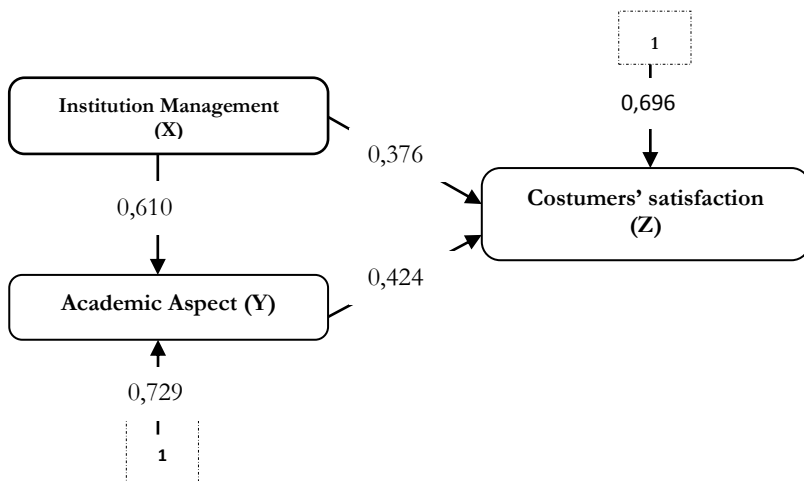 1
Institution Management
(X)
0,696
0,376
Costumers’ satisfaction
(Z)
0,610
0,424
Academic Aspect (Y)
0,729
1